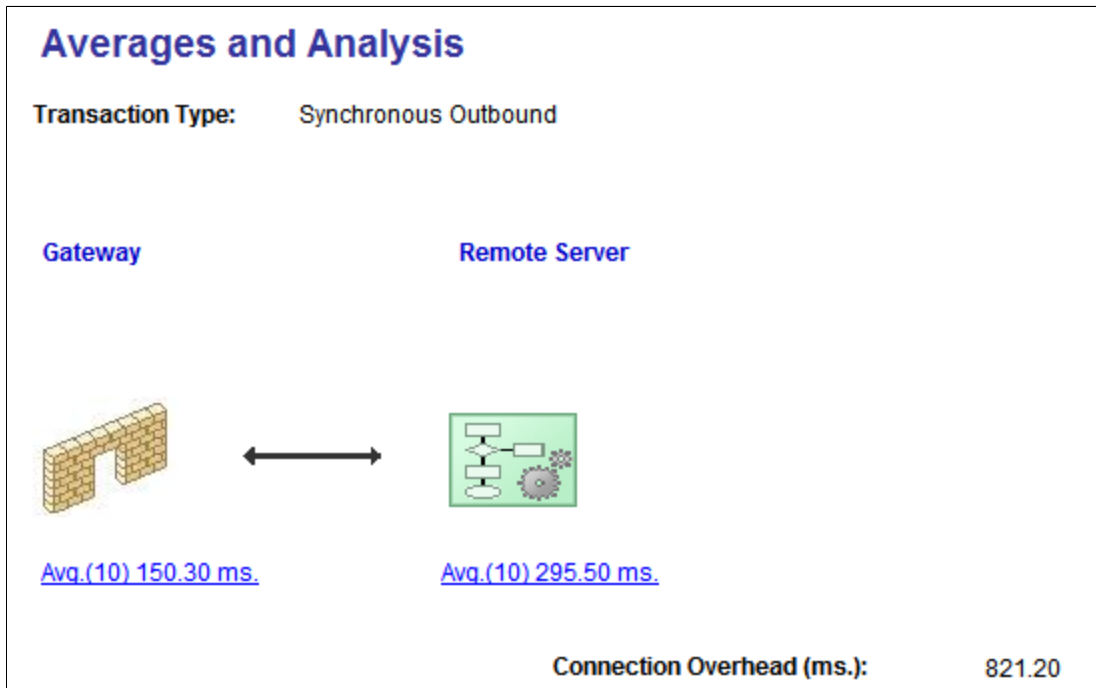 Averages and Analysis
Transaction Type: Synchronous Outbound
Gateway Remote Server
Avg.(10) 150.30 ms. Avg.(10) 295.50 ms.
Connection Overhead (ms.): 821.20